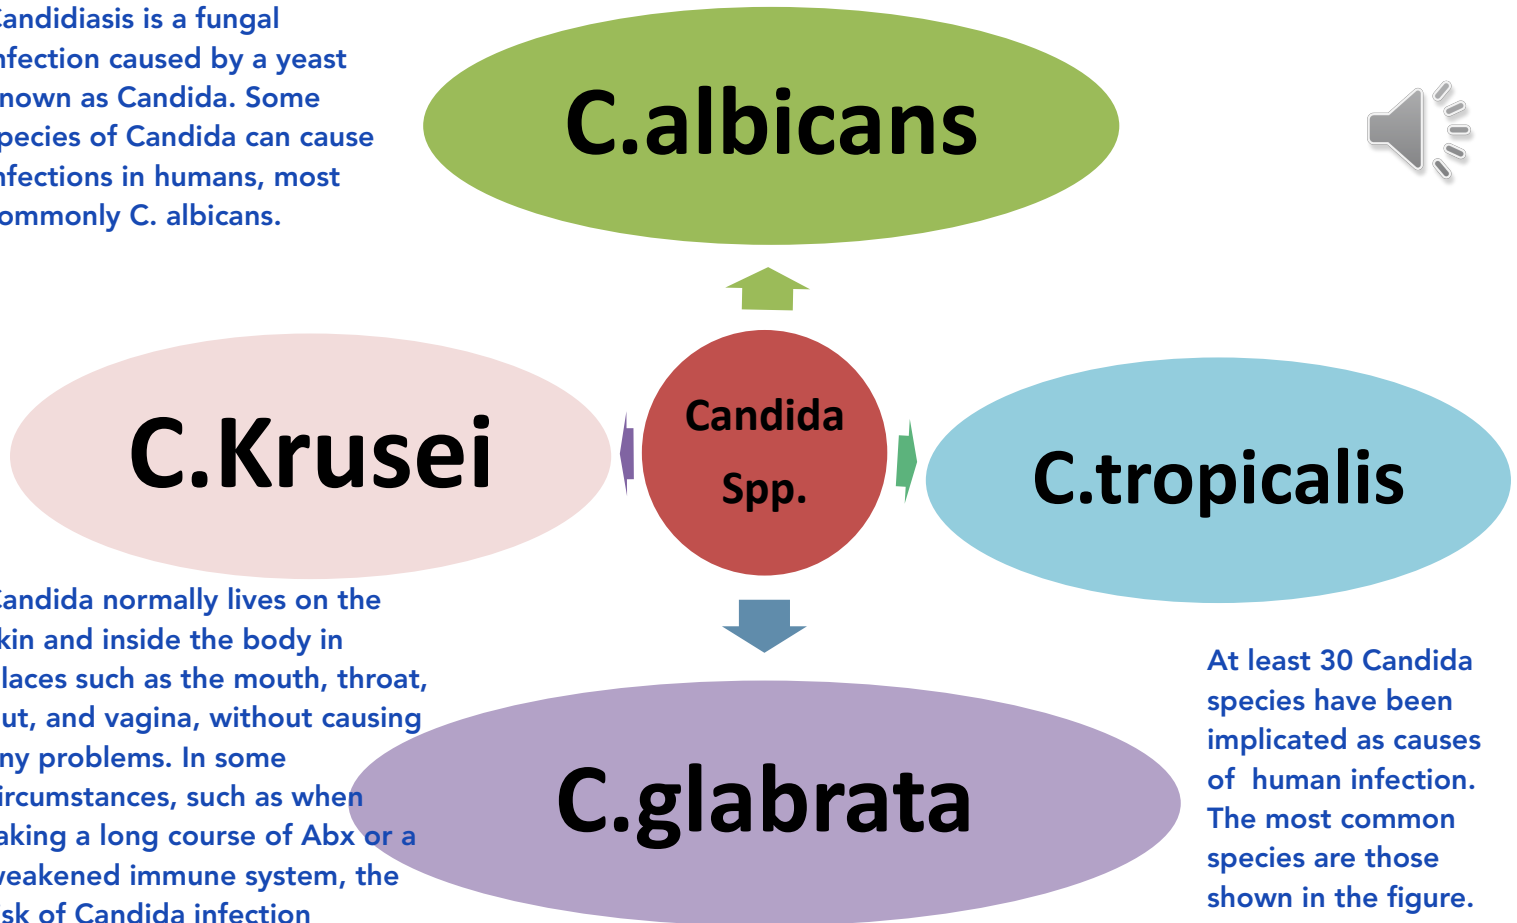 andidiasis is a fungal
nfection caused by a yeast
nown as Candida. Some
pecies of Candida can cause
nfections in humans, most
ommonly C. albicans.
C.albicans
C.Krusei
Candida
Spp.
C.tropicalis
andida normally lives on the
kin and inside the body in
laces such as the mouth, throat,
ut, and vagina, without causing
ny problems. In some
ircumstances, such as when
aking a long course of Abx or a
weakened immune system, the
sk of Candida infection
C.glabrata
At least 30 Candida
species have been
implicated as causes
of  human infection.
The most common
species are those
shown in the figure.